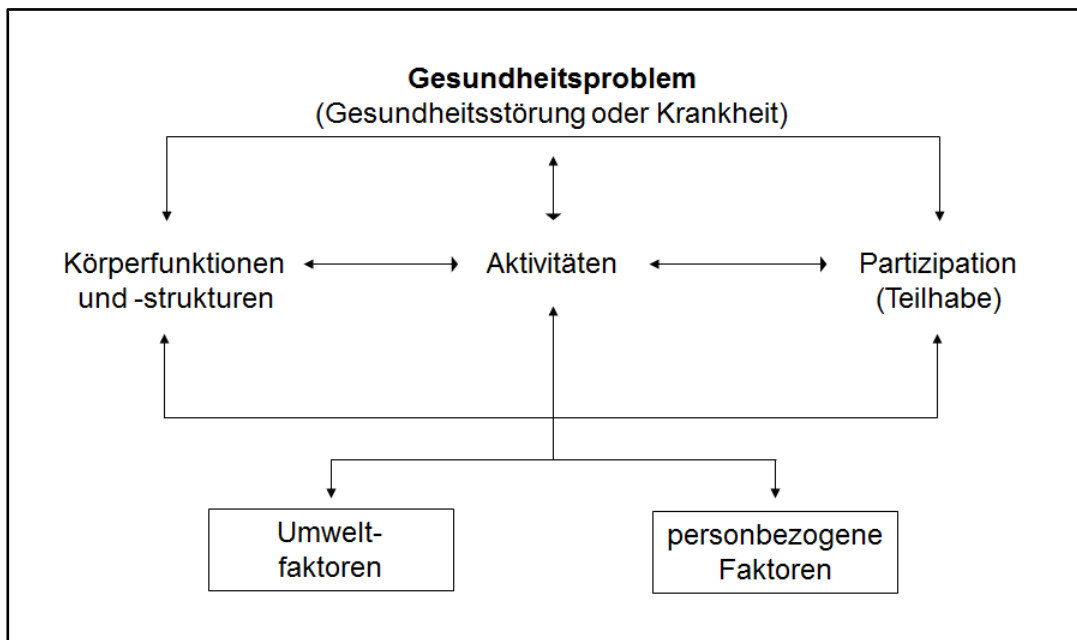 Gesundheitsproblem
(Gesundheitsstörung oder Krankheit)
Körperfunktionen
und -strukturen
Aktivitäten
Partizipation
(Teilhabe)
Umwelt-
faktoren
personbezogene
Faktoren